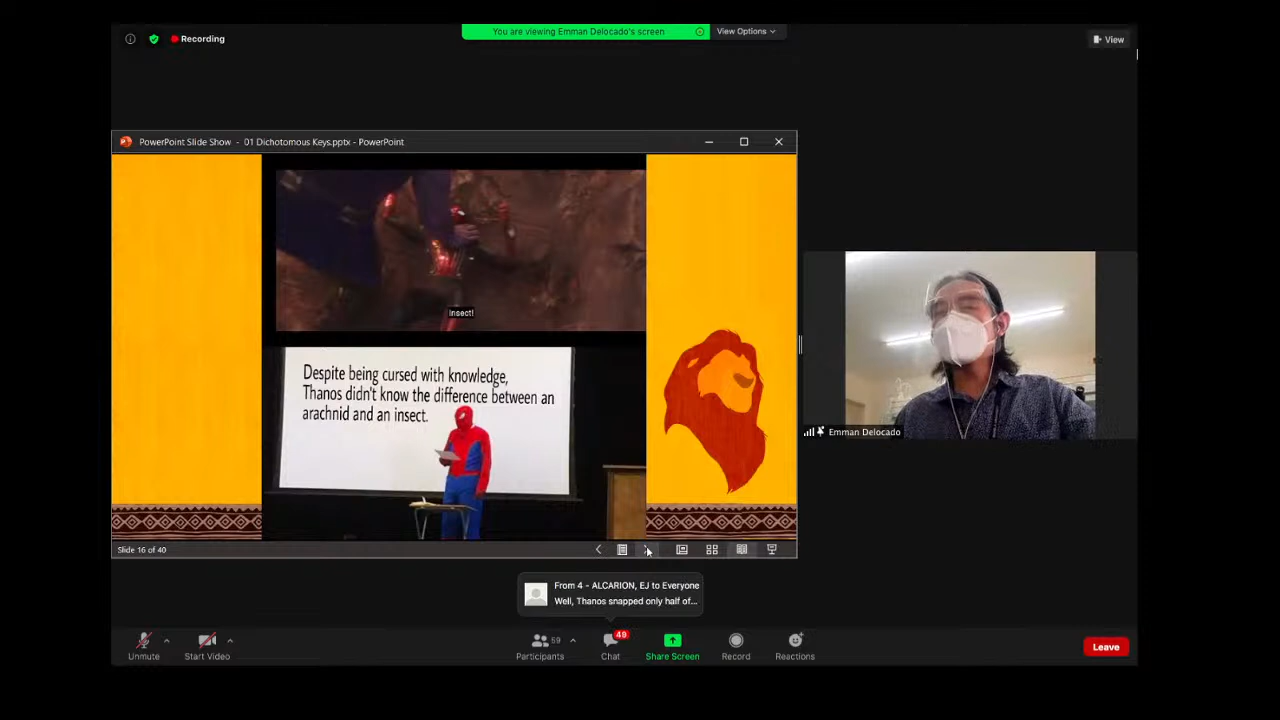 You are viewing Emman Delocado's screen
View Options
Recording
View
PowerPoint Slide Show - 01 Dichotomous Keys.pptx - PowerPoint
Insect!
Despite being cursed with knowledge,
Thanos didn't know the difference between an
arachnid and an insect.
Emman Delocado
Slide 16 of 40
From 4 - ALCARION, EJ to Everyone
Well, Thanos snapped only half of...
59
49
Unmute
Start Video
Participants
Chat
Share Screen
Record
Reactions
Leave